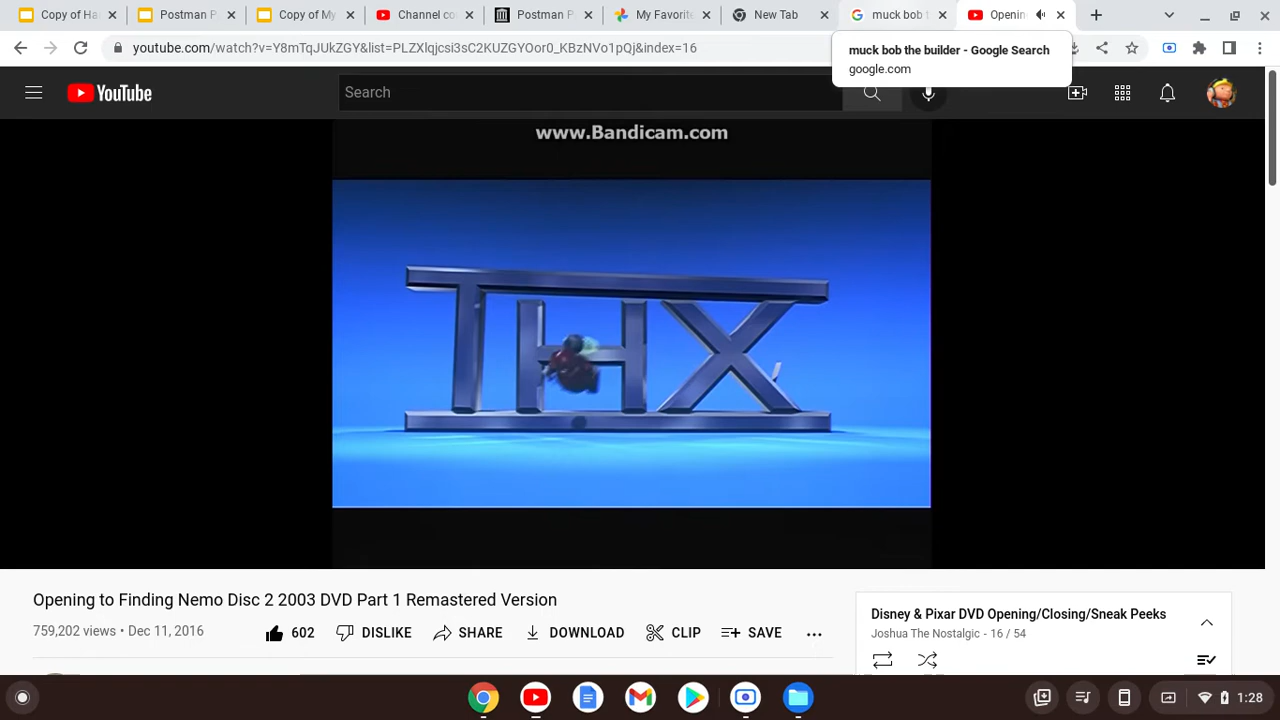 Copy of Ha
Postman P
Copy of My
Channel co
Postman P
My Favorite
New Tab
muck bob t
Openin
youtube.com/watch?v=Y8mTqJUkZGY&list=PLZXlqjcsi3sC2KUZGYOor0_KBzNVo1pQj&index=16
muck bob the builder - Google Search
google.com
YouTube
Search
www.Bandicam.com
THX
Opening to Finding Nemo Disc 2 2003 DVD Part 1 Remastered Version
759,202 views • Dec 11, 2016
602
DISLIKE
SHARE
DOWNLOAD
CLIP
SAVE
Disney & Pixar DVD Opening/Closing/Sneak Peeks
Joshua The Nostalgic - 16 / 54
1:28